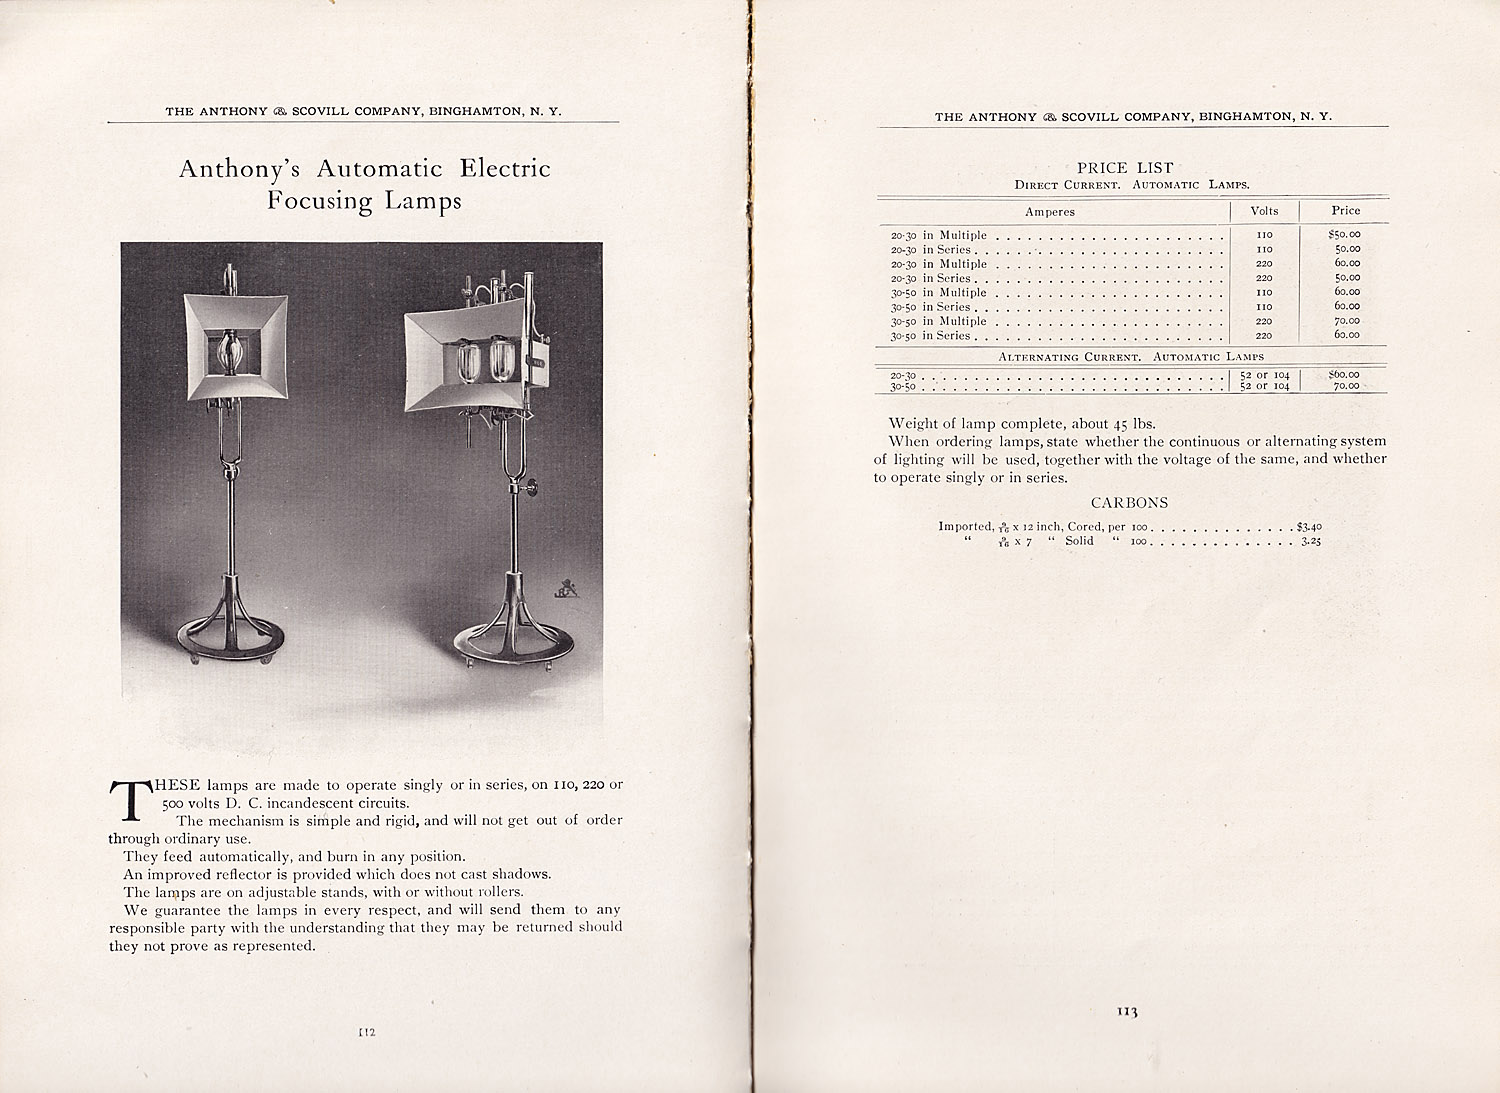 THE ANTHONY & SCOVILL COMPANY, BINGHAMTON, N. Y.
Anthony's Automatic Electric
Focusing Lamps
THESE lamps are made to operate singly or in series, on 110, 220 or
500 volts D. C. incandescent circuits.
The mechanism is simple and rigid, and will not get out of order
through ordinary use.
They feed automatically, and burn in any position.
An improved reflector is provided which does not cast shadows.
The lamps are on adjustable stands, with or without rollers.
We guarantee the lamps in every respect, and will send them to any
responsible party with the understanding that they may be returned should
they not prove as represented.
112
THE ANTHONY & SCOVILL COMPANY, BINGHAMTON, N. Y.
PRICE LIST
DIRECT CURRENT. AUTOMATIC LAMPS.
Amperes Volts Price
20-30 in Multiple . . . . . . . . . . . . . . . . . . . . . . 110 $50.00
20-30 in Series . . . . . . . . . . . . . . . . . . . . . . . . 110 50.00
20-30 in Multiple . . . . . . . . . . . . . . . . . . . . . . 220 60.00
20-30 in Series . . . . . . . . . . . . . . . . . . . . . . . . 220 50.00
30-50 in Multiple . . . . . . . . . . . . . . . . . . . . . . 110 60.00
30-50 in Series . . . . . . . . . . . . . . . . . . . . . . . . 110 60.00
30-50 in Multiple . . . . . . . . . . . . . . . . . . . . . . 220 70.00
30-50 in Series . . . . . . . . . . . . . . . . . . . . . . . . 220 60.00
ALTERNATING CURRENT. AUTOMATIC LAMPS
20-30 . . . . . . . . . . . . . . . . . . . . . . . . . . . . . 52 or 104 $60.00
30-50 . . . . . . . . . . . . . . . . . . . . . . . . . . . . . 52 or 104 70.00
Weight of lamp complete, about 45 lbs.
When ordering lamps, state whether the continuous or alternating system
of lighting will be used, together with the voltage of the same, and whether
to operate singly or in series.
CARBONS
Imported, 9/16 x 12 inch, Cored, per 100 . . . . . . . . . . . . . . $3.40
" 9/16 x 7 " Solid " 100 . . . . . . . . . . . . . . 3.25
113